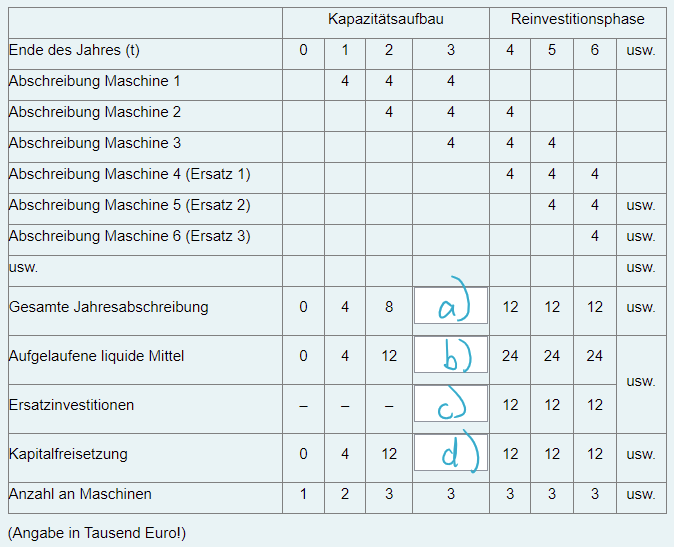 Kapazitätsaufbau Reinvestitionsphase
Ende des Jahres (t) 0 1 2 3 4 5 6 usw.
Abschreibung Maschine 1 4 4 4
Abschreibung Maschine 2 4 4 4
Abschreibung Maschine 3 4 4 4
Abschreibung Maschine 4 (Ersatz 1) 4 4 4
Abschreibung Maschine 5 (Ersatz 2) 4 4 usw.
Abschreibung Maschine 6 (Ersatz 3) 4 usw.
usw. usw.
Gesamte Jahresabschreibung 0 4 8 a) 12 12 12 usw.
Aufgelaufene liquide Mittel 0 4 12 b) 24 24 24
usw.
Ersatzinvestitionen – – – c) 12 12 12
Kapitalfreisetzung 0 4 12 d) 12 12 12 usw.
Anzahl an Maschinen 1 2 3 3 3 3 3 usw.
(Angabe in Tausend Euro!)